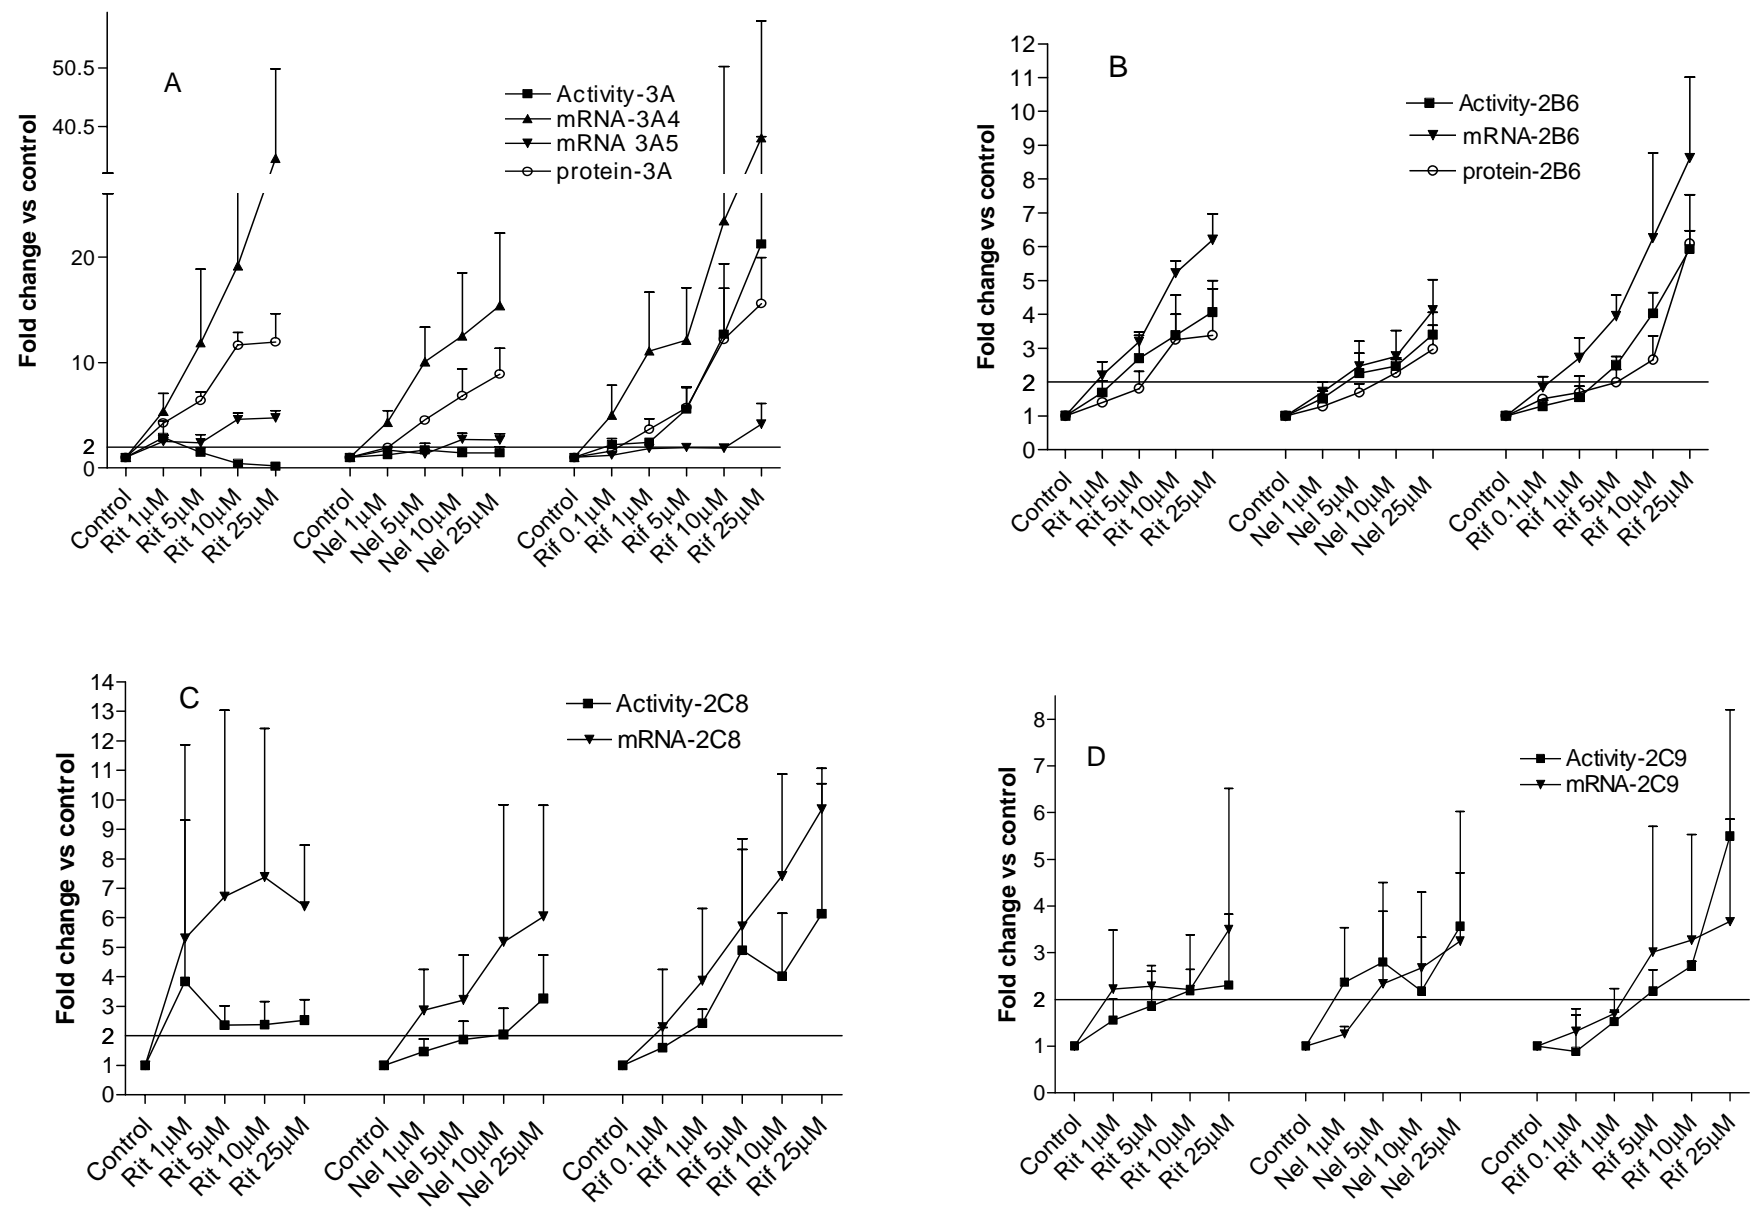 A
Fold change vs control
50.5
40.5
20
10
2
0
Activity-3A
mRNA-3A4
mRNA 3A5
protein-3A
Control
Rit 1µM
Rit 5µM
Rit 10µM
Rit 25µM
Control
Nel 1µM
Nel 5µM
Nel 10µM
Nel 25µM
Control
Rif 0.1µM
Rif 1µM
Rif 5µM
Rif 10µM
Rif 25µM
B
Fold change vs control
12
11
10
9
8
7
6
5
4
3
2
1
0
Activity-2B6
mRNA-2B6
protein-2B6
Control
Rit 1µM
Rit 5µM
Rit 10µM
Rit 25µM
Control
Nel 1µM
Nel 5µM
Nel 10µM
Nel 25µM
Control
Rif 0.1µM
Rif 1µM
Rif 5µM
Rif 10µM
Rif 25µM
C
Fold change vs control
14
13
12
11
10
9
8
7
6
5
4
3
2
1
0
Activity-2C8
mRNA-2C8
Control
Rit 1µM
Rit 5µM
Rit 10µM
Rit 25µM
Control
Nel 1µM
Nel 5µM
Nel 10µM
Nel 25µM
Control
Rif 0.1µM
Rif 1µM
Rif 5µM
Rif 10µM
Rif 25µM
D
Fold change vs control
8
7
6
5
4
3
2
1
0
Activity-2C9
mRNA-2C9
Control
Rit 1µM
Rit 5µM
Rit 10µM
Rit 25µM
Control
Nel 1µM
Nel 5µM
Nel 10µM
Nel 25µM
Control
Rif 0.1µM
Rif 1µM
Rif 5µM
Rif 10µM
Rif 25µM